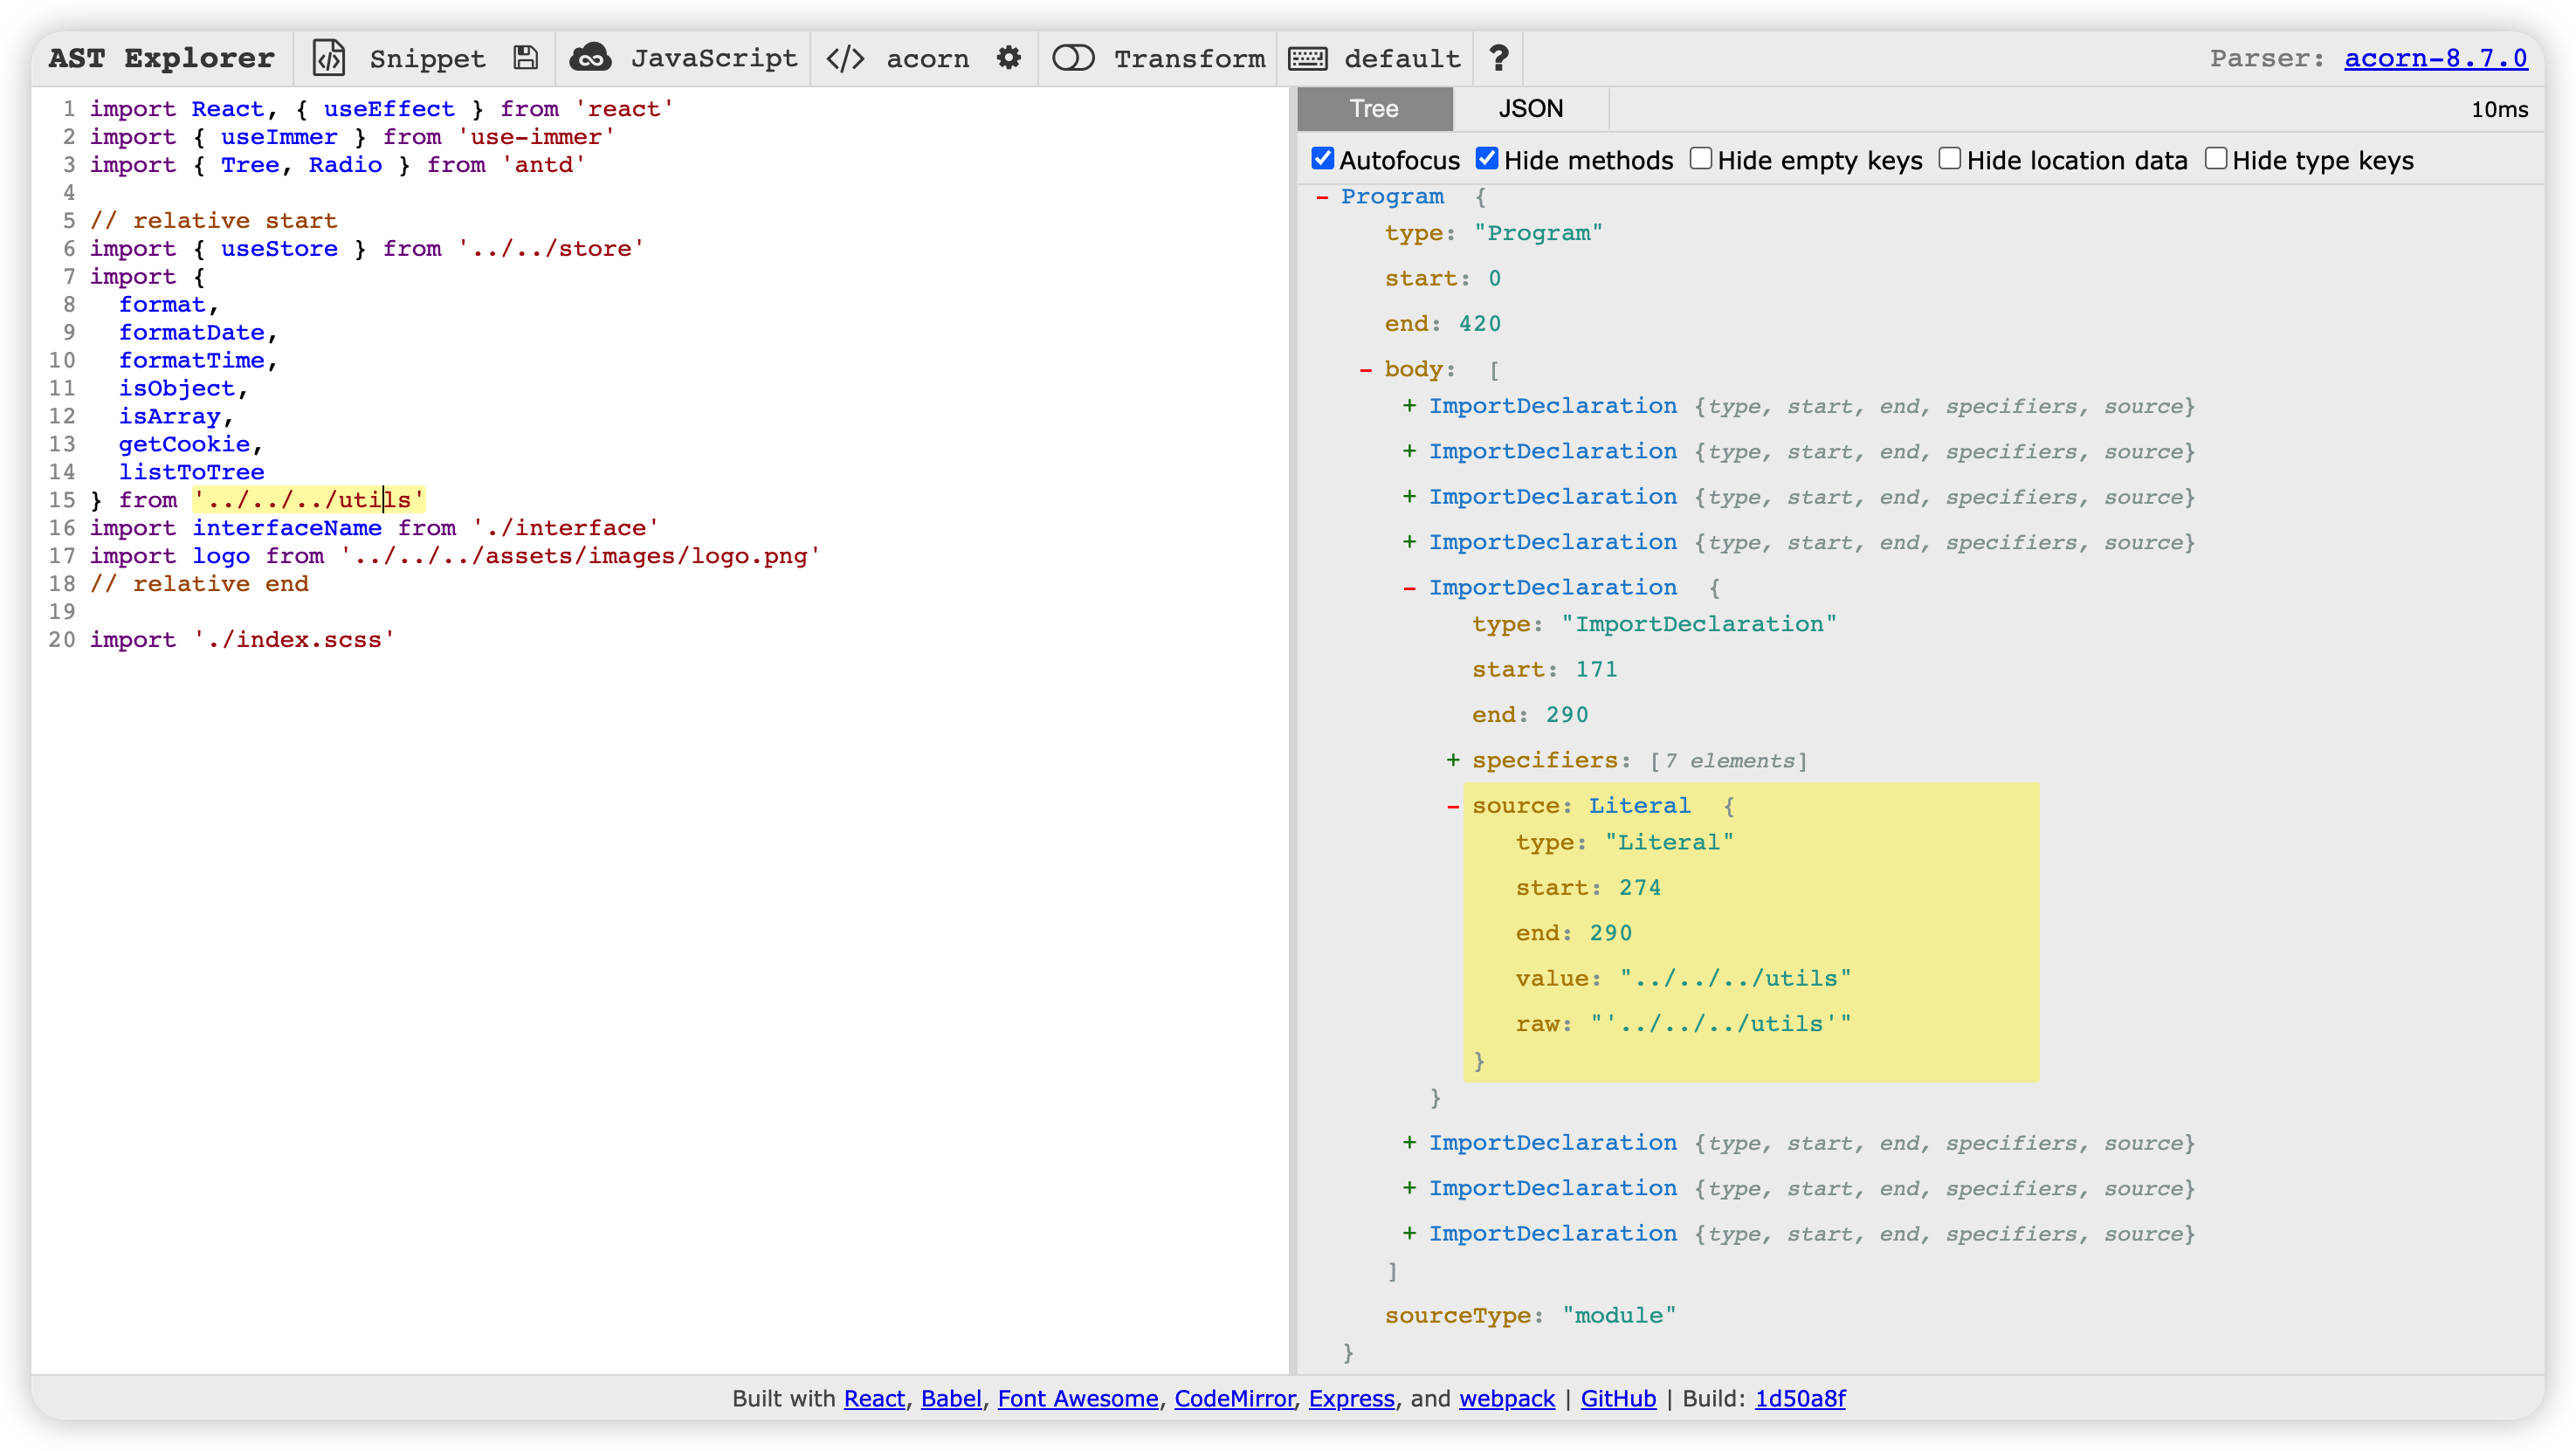 AST Explorer Snippet JavaScript </> acorn Transform default ? Parser: acorn-8.7.0
1 import React, { useEffect } from 'react'
2 import { useImmer } from 'use-immer'
3 import { Tree, Radio } from 'antd'
4
5 // relative start
6 import { useStore } from '../../store'
7 import {
8   format,
9   formatDate,
10   formatTime,
11   isObject,
12   isArray,
13   getCookie,
14   listToTree
15 } from '../../../utils'
16 import interfaceName from './interface'
17 import logo from '../../../assets/images/logo.png'
18 // relative end
19
20 import './index.scss'
Tree JSON 10ms
Autofocus Hide methods Hide empty keys Hide location data Hide type keys
- Program {
type: "Program"
start: 0
end: 420
- body: [
+ ImportDeclaration {type, start, end, specifiers, source}
+ ImportDeclaration {type, start, end, specifiers, source}
+ ImportDeclaration {type, start, end, specifiers, source}
+ ImportDeclaration {type, start, end, specifiers, source}
- ImportDeclaration {
type: "ImportDeclaration"
start: 171
end: 290
+ specifiers: [7 elements]
- source: Literal {
type: "Literal"
start: 274
end: 290
value: "../../../utils"
raw: "'../../../utils'"
}
}
+ ImportDeclaration {type, start, end, specifiers, source}
+ ImportDeclaration {type, start, end, specifiers, source}
+ ImportDeclaration {type, start, end, specifiers, source}
]
sourceType: "module"
}
Built with React, Babel, Font Awesome, CodeMirror, Express, and webpack | GitHub | Build: 1d50a8f